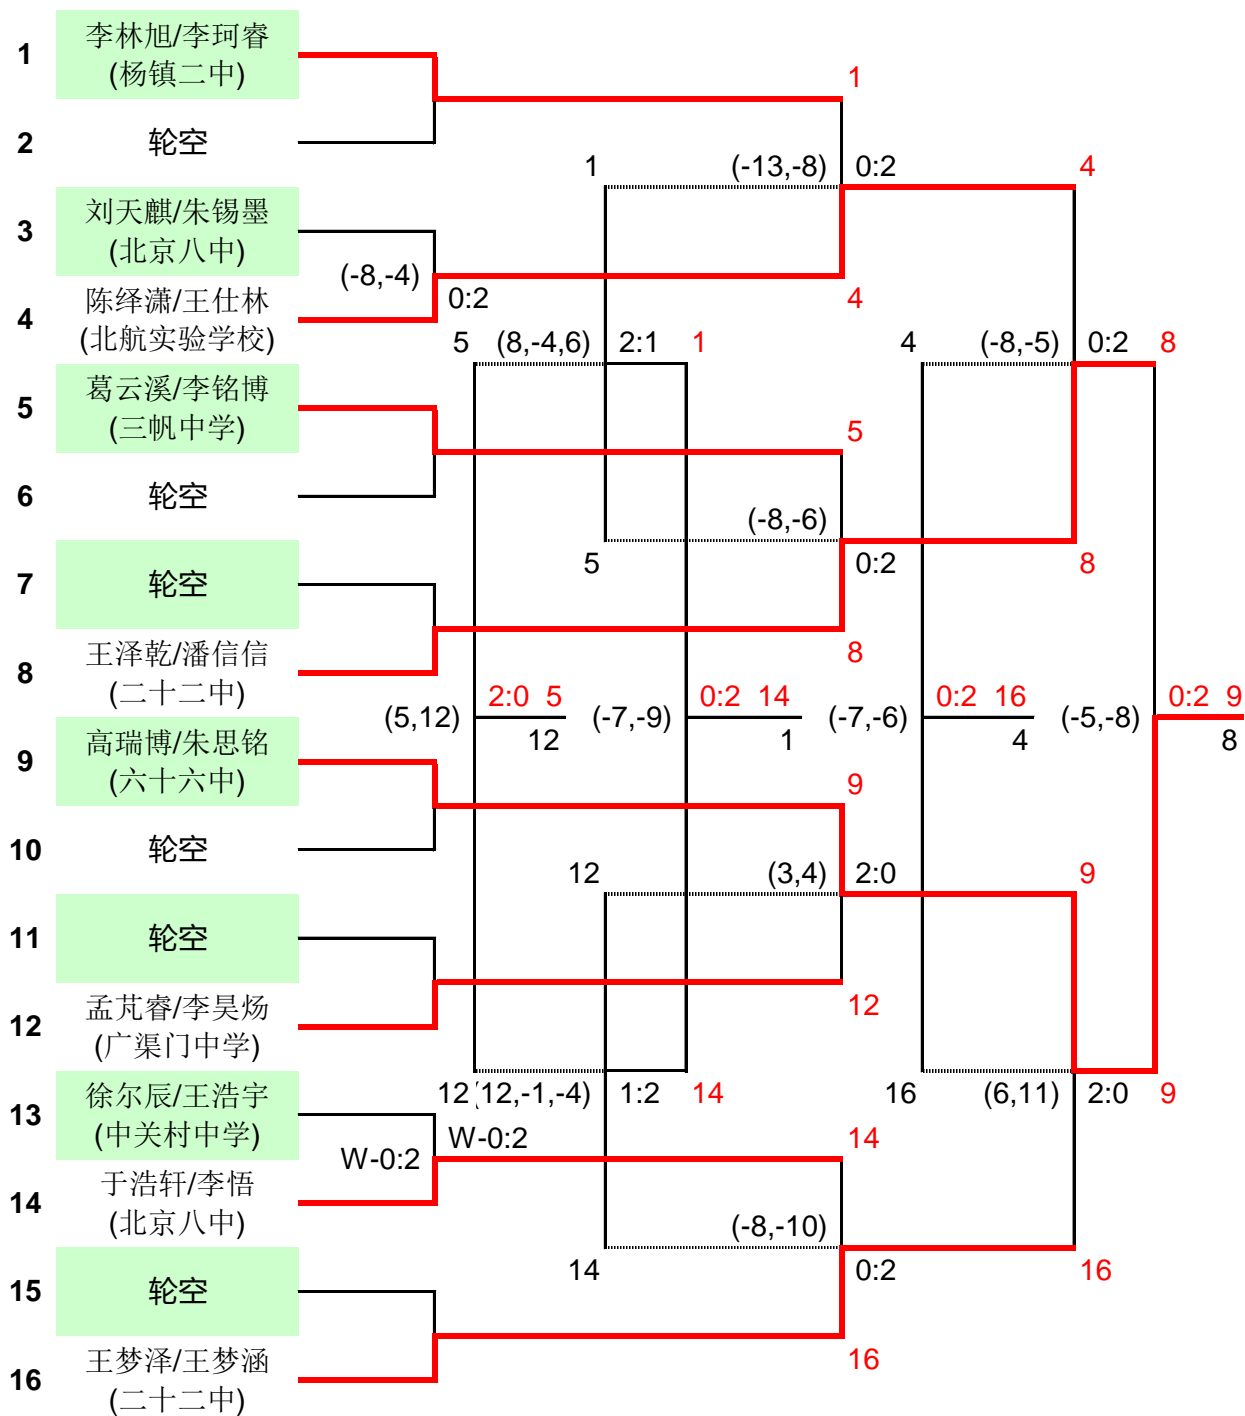 李林旭/李珂睿
1
(杨镇二中)
1
2
轮空
1
(-13,-8)
0:2
4
刘天麒/朱锡墨
3
(北京八中)
(-8,-4)
0:2
4
陈绎潇/王仕林
4
(北航实验学校)
5
(8,-4,6)
2:1
1
4
(-8,-5)
0:2
8
葛云溪/李铭博
5
(三帆中学)
5
6
轮空
(-8,-6)
5
0:2
8
7
轮空
王泽乾/潘信信
8
(二十二中)
8
(5,12)
2:0 5
12
(-7,-9)
0:2 14
1
(-7,-6)
0:2 16
4
(-5,-8)
0:2 9
8
高瑞博/朱思铭
9
(六十六中)
9
10
轮空
12
(3,4)
2:0
9
11
轮空
孟芃睿/李昊炀
12
(广渠门中学)
12
徐尔辰/王浩宇
13
(中关村中学)
12
(12,-1,-4)
1:2
14
16
(6,11)
2:0
9
W-0:2
W-0:2
14
于浩轩/李悟
14
(北京八中)
(-8,-10)
14
0:2
16
15
轮空
王梦泽/王梦涵
16
(二十二中)
16